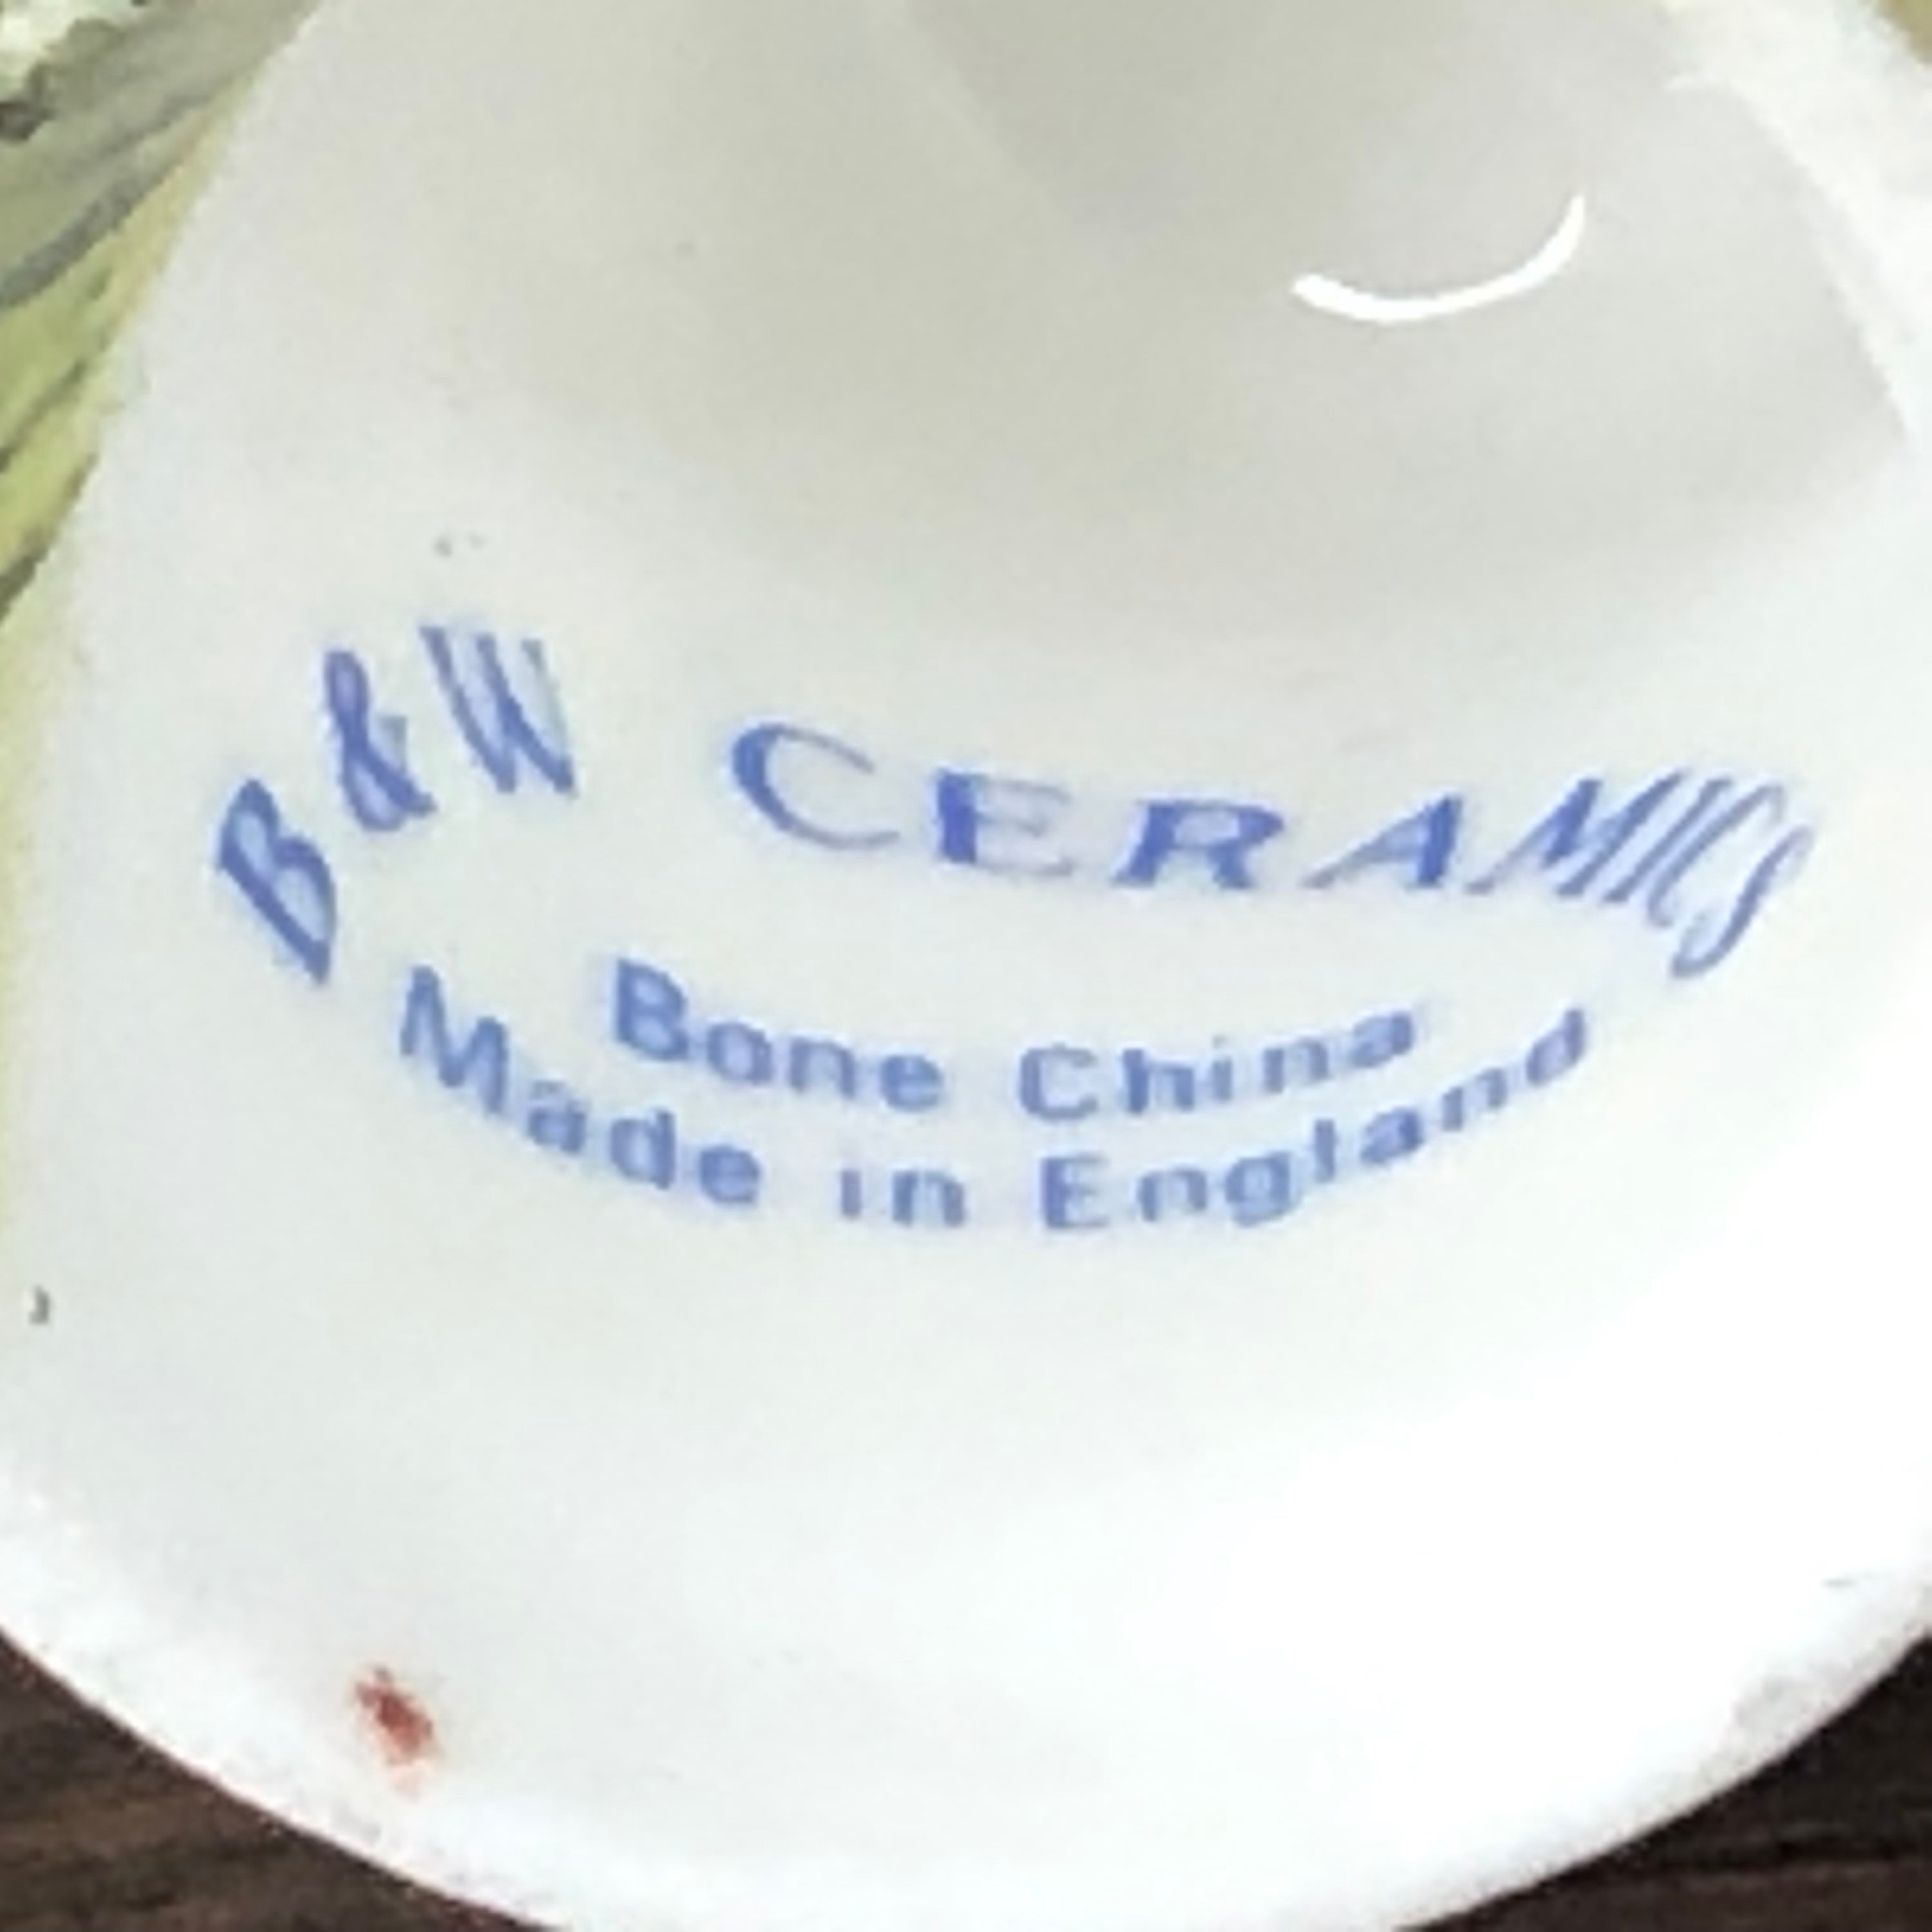 B & W CERAMICS
Bone China
Made in England